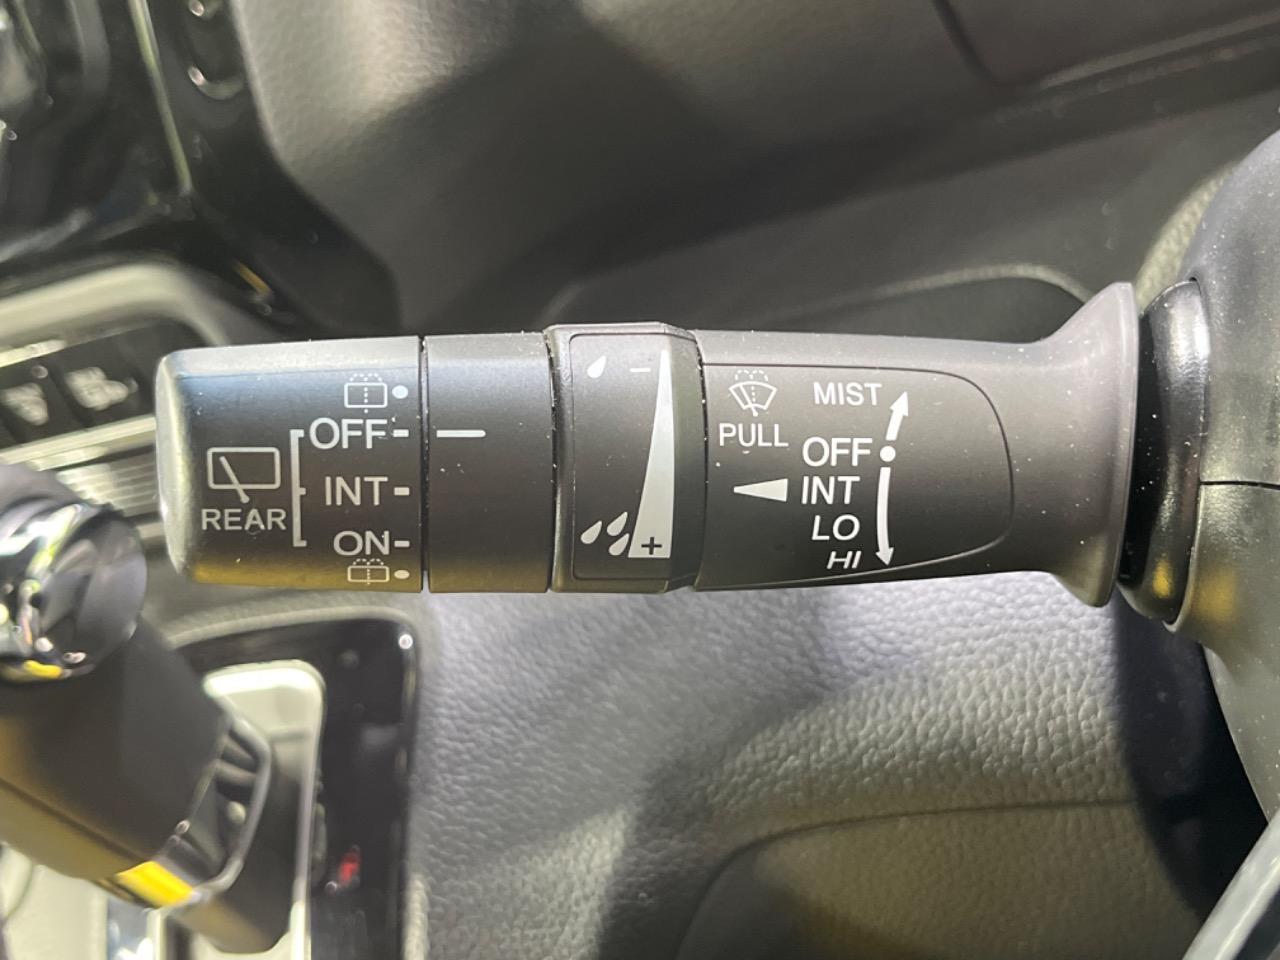 OFF
INT
ON
REAR
−
+
PULL
MIST
OFF
INT
LO
HI